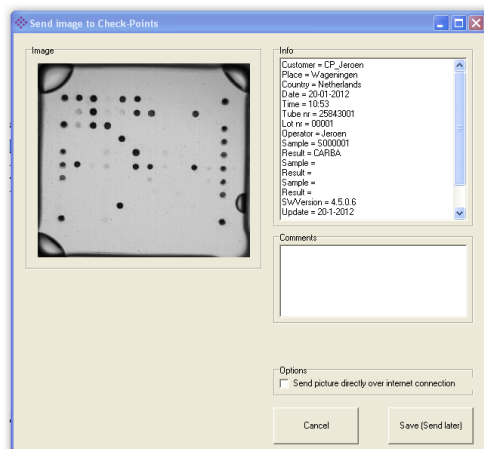 Send image to Check-Points
Image
Info
Customer = CP_Jeroen
Place = Wageningen
Country = Netherlands
Date = 20-01-2012
Time = 10:53
Tube nr = 25843001
Lot nr = 00001
Operator = Jeroen
Sample = S000001
Result = CARBA
Sample =
Result =
Sample =
Result =
SWVersion = 4.5.0.6
Update = 20-1-2012
Comments
Options
Send picture directly over internet connection
Cancel
Save (Send later)